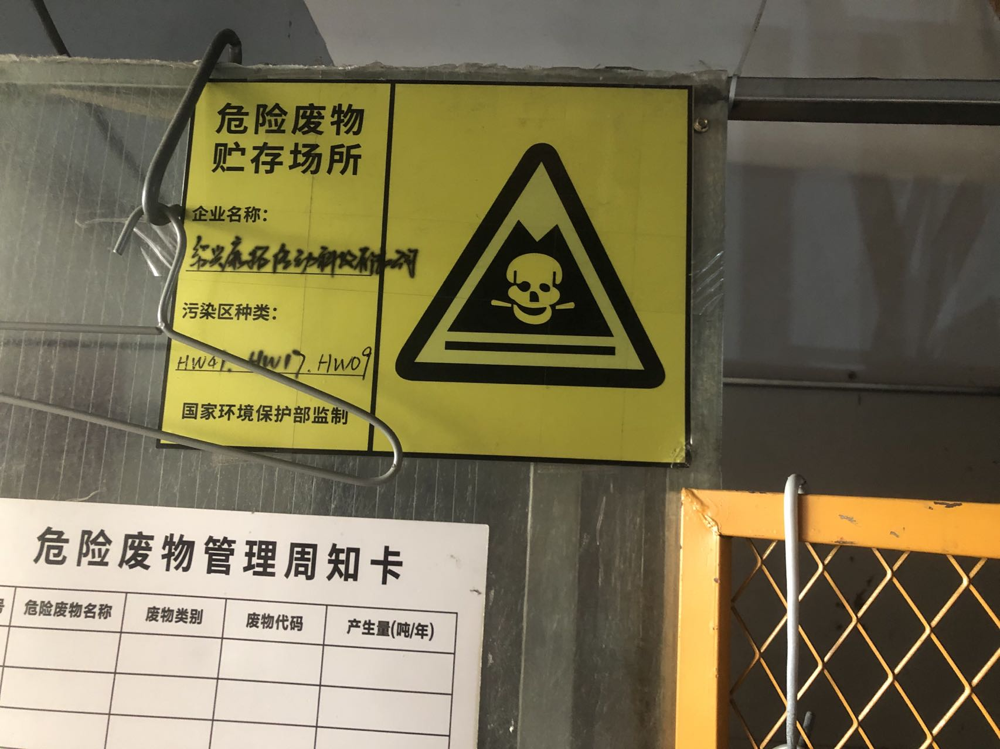 危险废物
贮存场所
企业名称：
污染区种类：
HW41. HW17. HW09
国家环境保护部监制
危险废物管理周知卡
号 危险废物名称 废物类别 废物代码 产生量(吨/年)